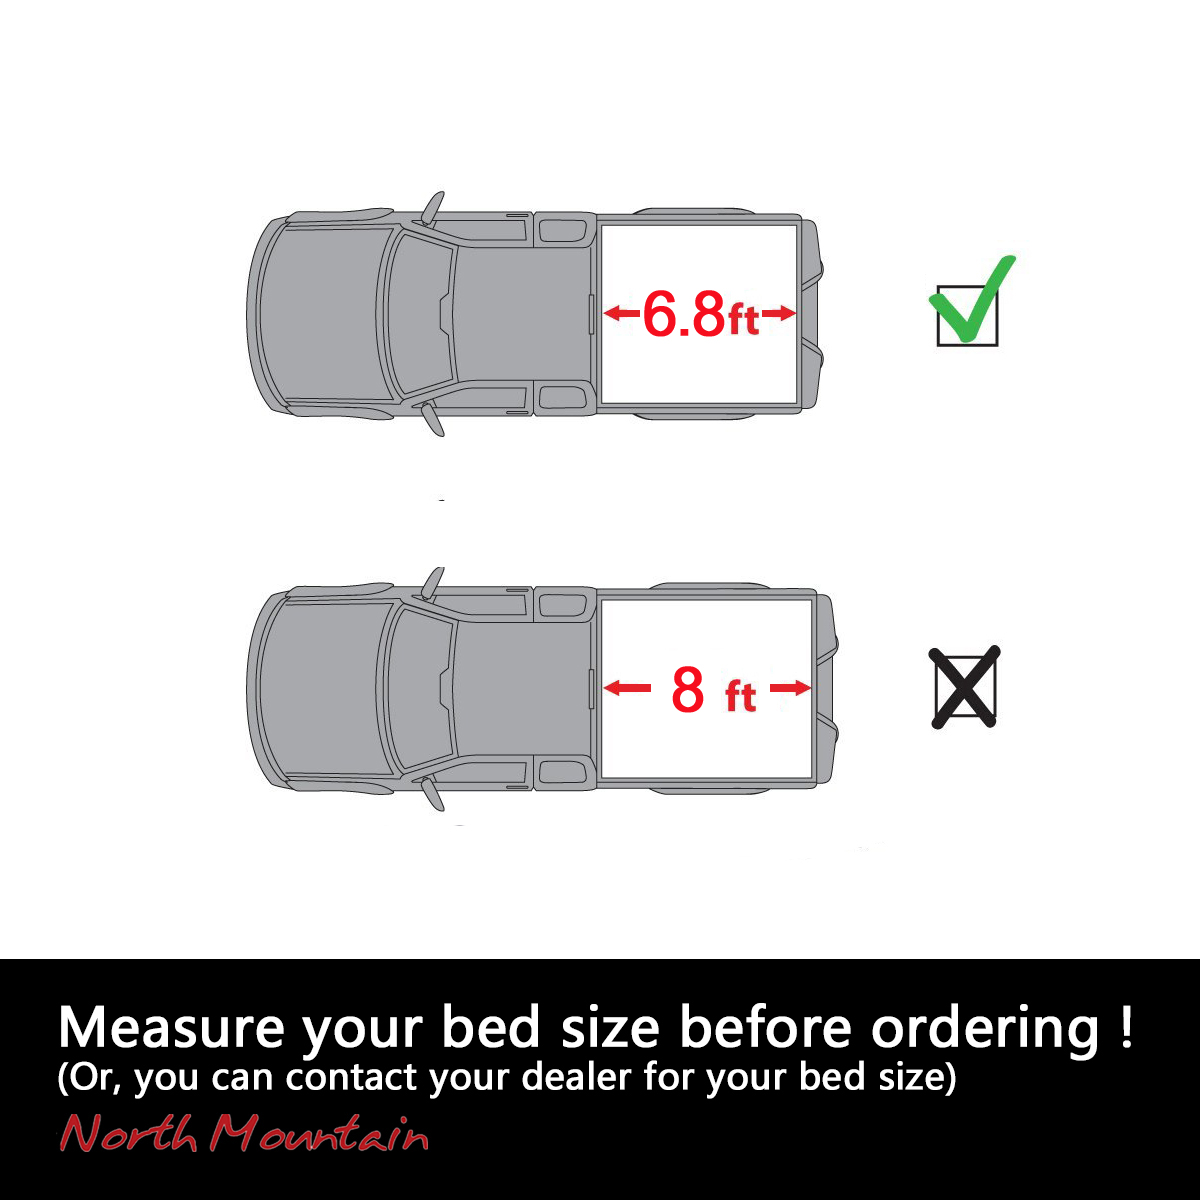 6.8ft
8 ft
Measure your bed size before ordering !
(Or, you can contact your dealer for your bed size)
North Mountain